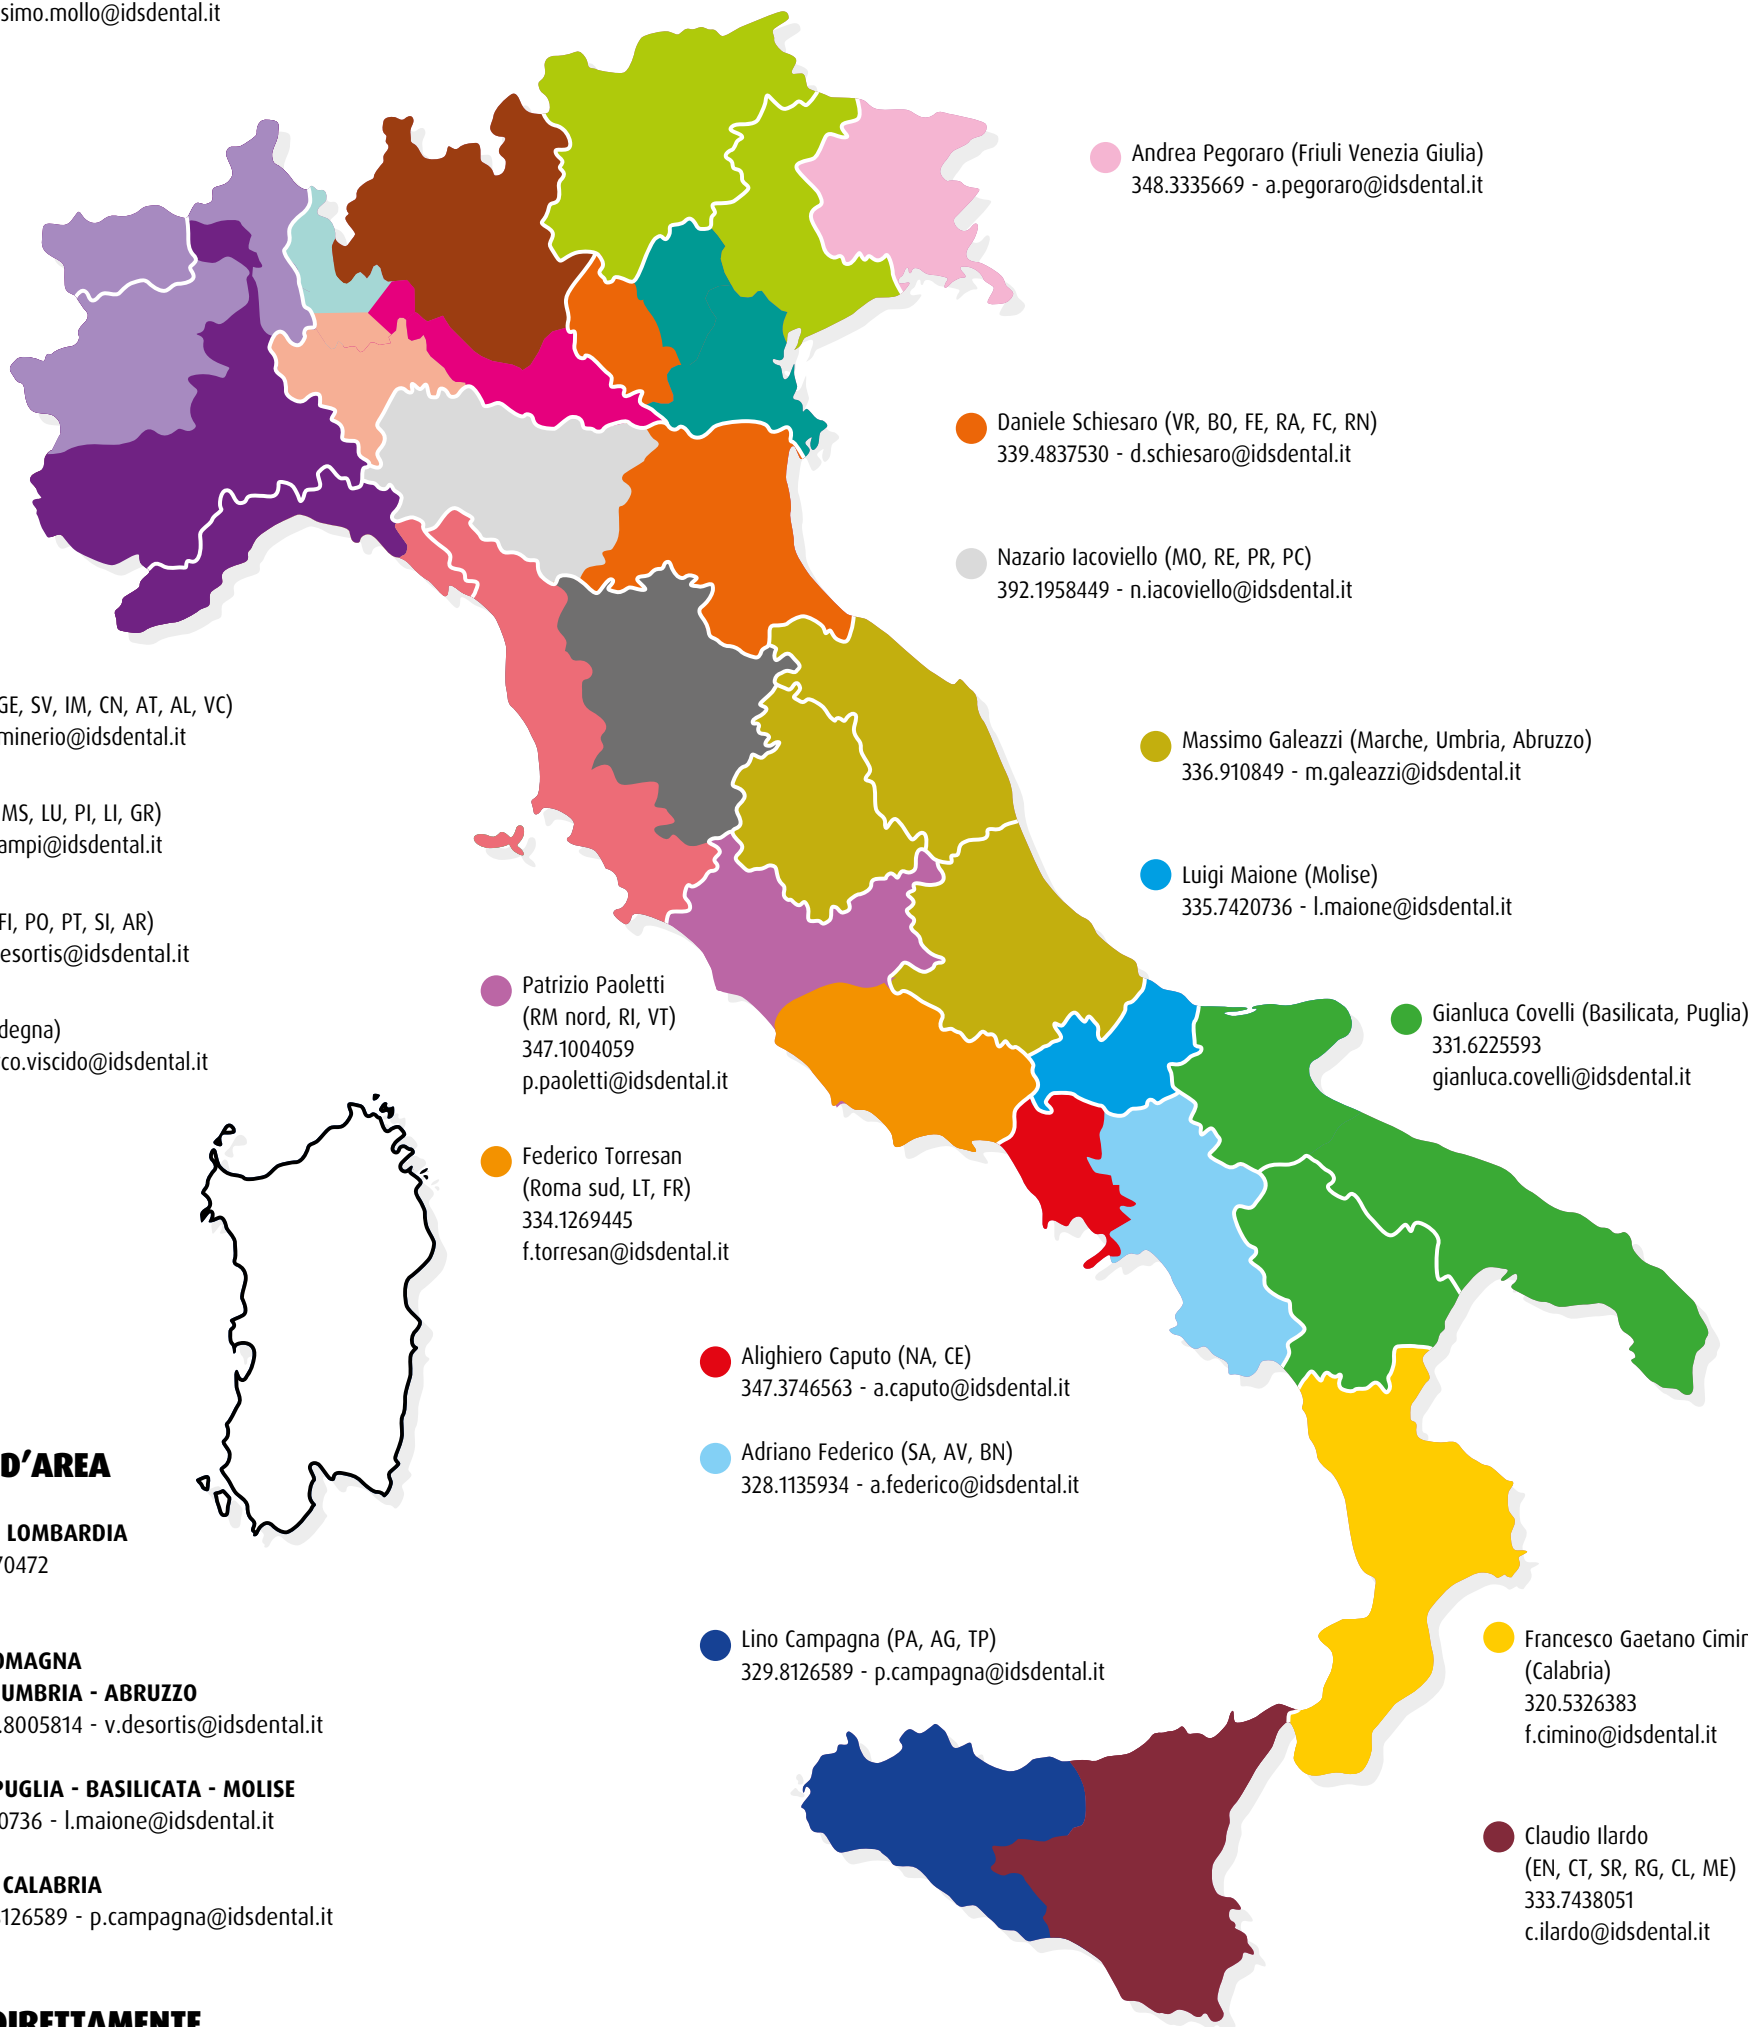 simo.mollo@idsdental.it
Andrea Pegoraro (Friuli Venezia Giulia)
348.3335669 - a.pegoraro@idsdental.it
Daniele Schiesaro (VR, BO, FE, RA, FC, RN)
339.4837530 - d.schiesaro@idsdental.it
Nazario Iacoviello (MO, RE, PR, PC)
392.1958449 - n.iacoviello@idsdental.it
GE, SV, IM, CN, AT, AL, VC)
minerio@idsdental.it
MS, LU, PI, LI, GR)
ampi@idsdental.it
FI, PO, PT, SI, AR)
esortis@idsdental.it
degna)
co.viscido@idsdental.it
Massimo Galeazzi (Marche, Umbria, Abruzzo)
336.910849 - m.galeazzi@idsdental.it
Luigi Maione (Molise)
335.7420736 - l.maione@idsdental.it
Patrizio Paoletti
(RM nord, RI, VT)
347.1004059
p.paoletti@idsdental.it
Gianluca Covelli (Basilicata, Puglia)
331.6225593
gianluca.covelli@idsdental.it
Federico Torresan
(Roma sud, LT, FR)
334.1269445
f.torresan@idsdental.it
Alighiero Caputo (NA, CE)
347.3746563 - a.caputo@idsdental.it
Adriano Federico (SA, AV, BN)
328.1135934 - a.federico@idsdental.it
D'AREA
LOMBARDIA
70472
OMAGNA
UMBRIA - ABRUZZO
.8005814 - v.desortis@idsdental.it
PUGLIA - BASILICATA - MOLISE
0736 - l.maione@idsdental.it
CALABRIA
126589 - p.campagna@idsdental.it
DIRETTAMENTE
Lino Campagna (PA, AG, TP)
329.8126589 - p.campagna@idsdental.it
Francesco Gaetano Cimin
(Calabria)
320.5326383
f.cimino@idsdental.it
Claudio Ilardo
(EN, CT, SR, RG, CL, ME)
333.7438051
c.ilardo@idsdental.it